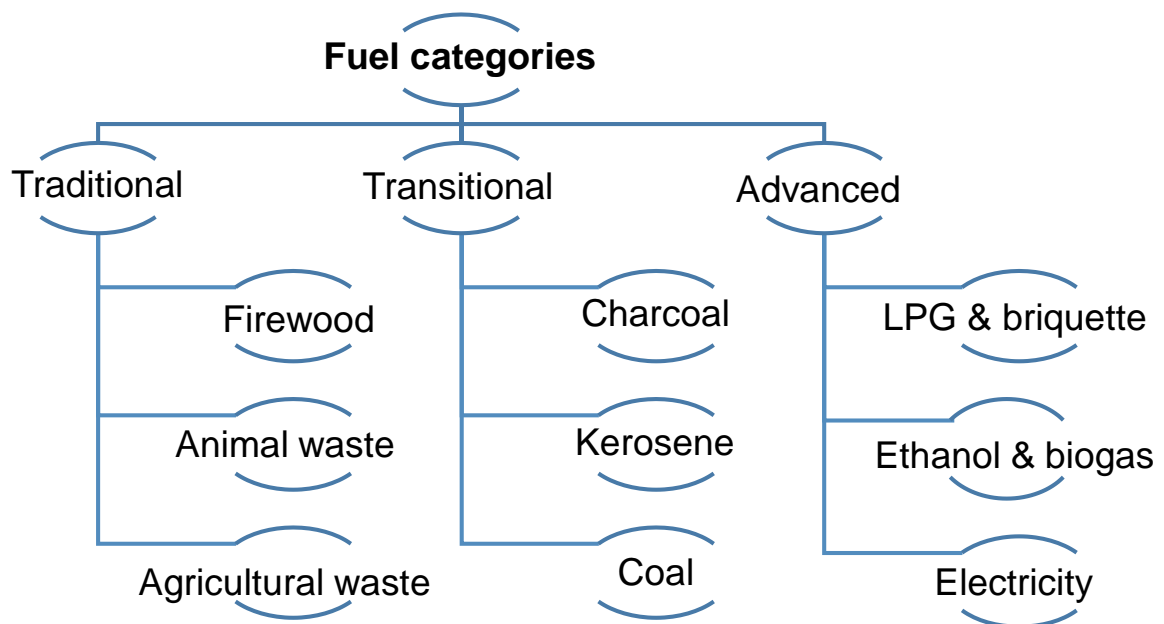 Fuel categories
Traditional
Transitional
Advanced
Firewood
Charcoal
LPG & briquette
Animal waste
Kerosene
Ethanol & biogas
Agricultural waste
Coal
Electricity